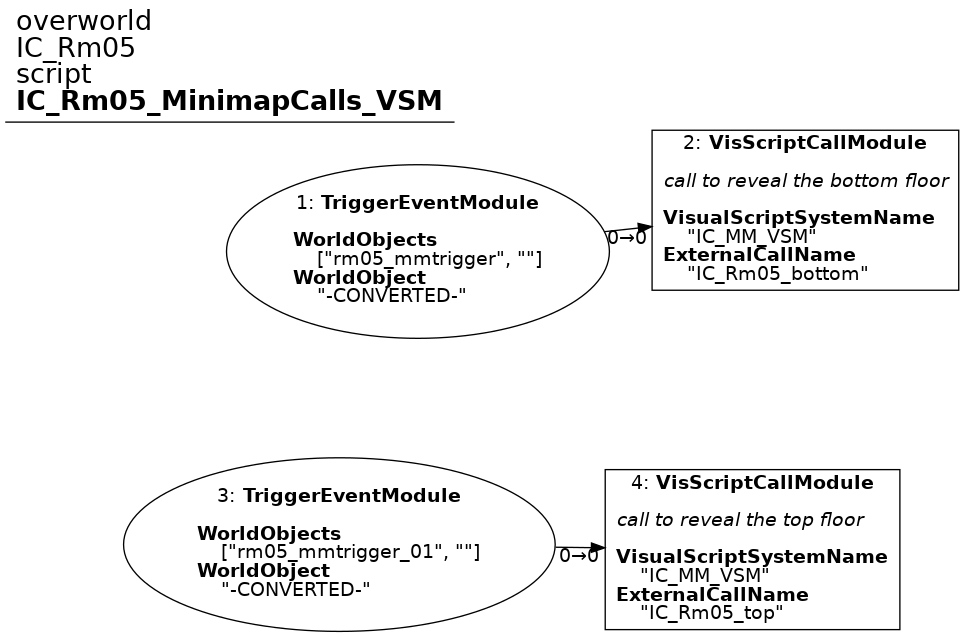 overworld
IC_Rm05
script
IC_Rm05_MinimapCalls_VSM
1: TriggerEventModule
WorldObjects
["rm05_mmtrigger", ""]
WorldObject
"-CONVERTED-"
0→0
2: VisScriptCallModule
call to reveal the bottom floor
VisualScriptSystemName
"IC_MM_VSM"
ExternalCallName
"IC_Rm05_bottom"
3: TriggerEventModule
WorldObjects
["rm05_mmtrigger_01", ""]
WorldObject
"-CONVERTED-"
0→0
4: VisScriptCallModule
call to reveal the top floor
VisualScriptSystemName
"IC_MM_VSM"
ExternalCallName
"IC_Rm05_top"